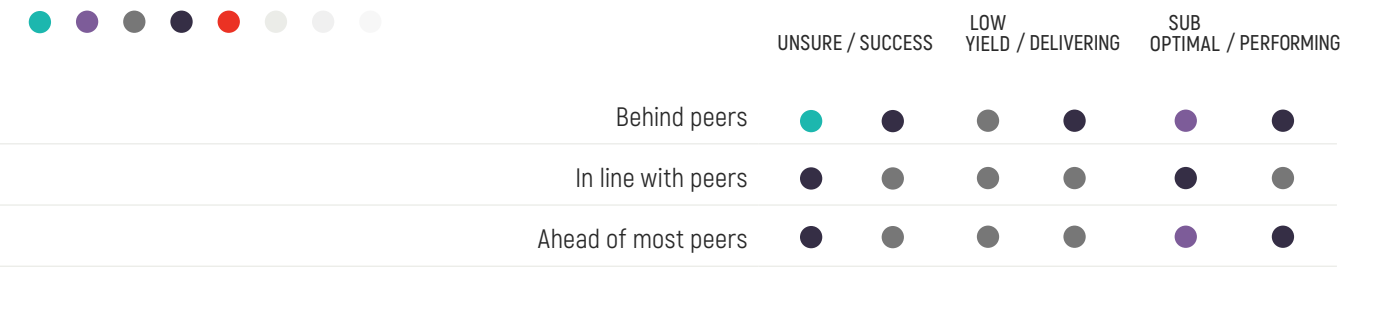 UNSURE / SUCCESS
LOW YIELD / DELIVERING
SUB OPTIMAL / PERFORMING
Behind peers
In line with peers
Ahead of most peers